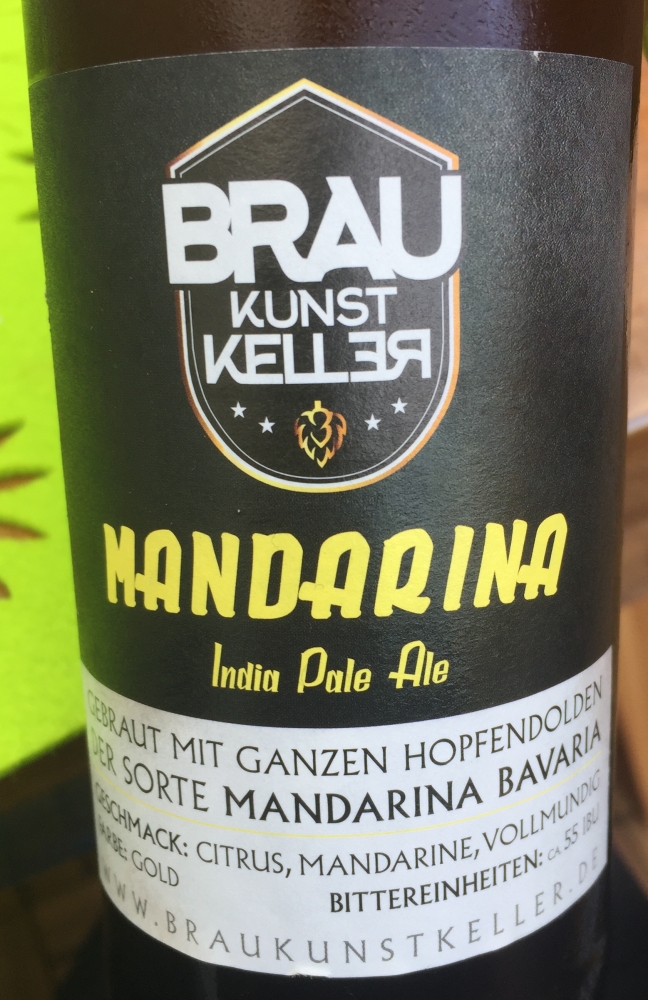 BRAU
KUNST
KELLER
MANDARINA
India Pale Ale
GEBRAUT MIT GANZEN HOPFENDOLDEN
DER SORTE MANDARINA BAVARIA
GESCHMACK: CITRUS, MANDARINE, VOLLMUNDIG
FARBE: GOLD BITTEREINHEITEN: CA 55 IBU
WWW.BRAUKUNSTKELLER.DE